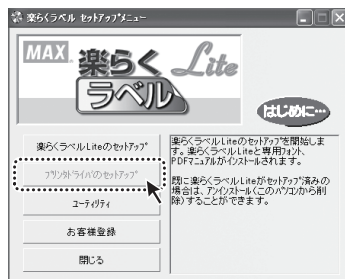 楽らくラベル セットアップメニュー
MAX 楽らく Lite
ラベル
はじめに…
楽らくラベルLiteのセットアップ
プリンタドライバのセットアップ
ユーティリティ
お客様登録
閉じる
楽らくラベルLiteのセットアップを開始しま
す。楽らくラベルLiteと専用フォント、
PDFマニュアルがインストールされます。
既に楽らくラベルLiteがセットアップ済みの
場合は、アンインストール(このパソコンから削
除)することができます。